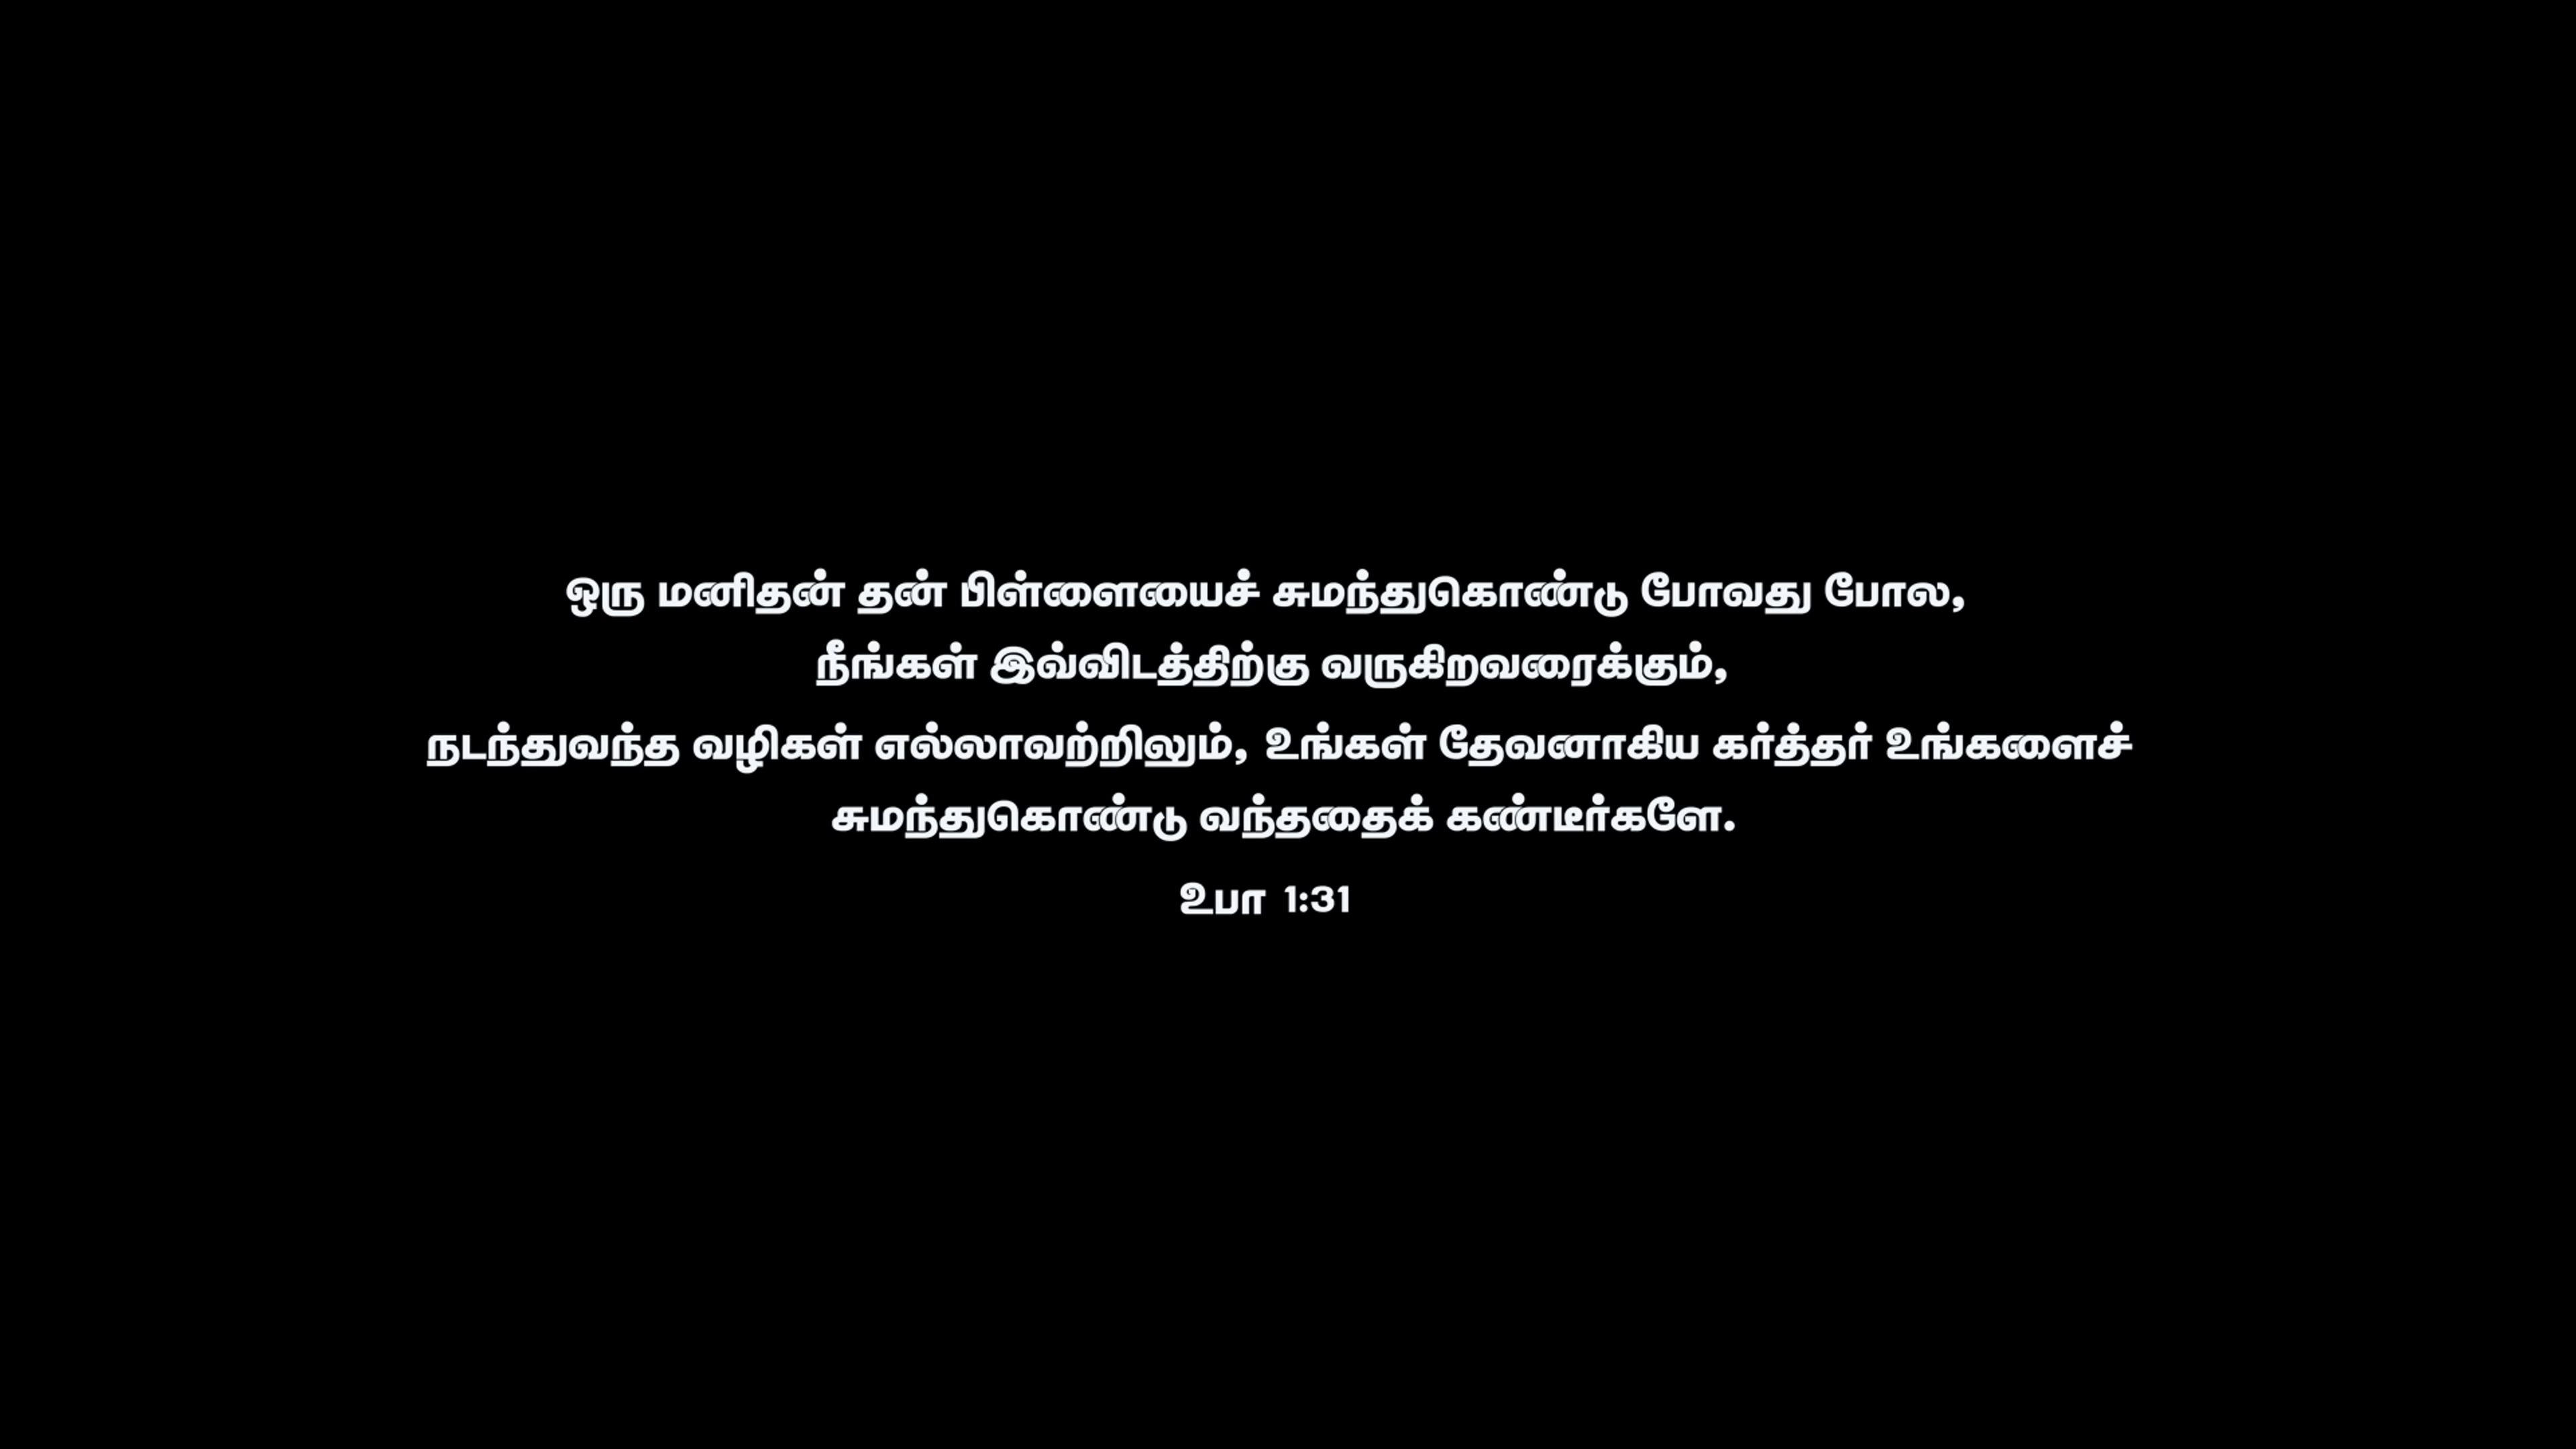 ஒரு மனிதன் தன் பிள்ளையைச் சுமந்துகொண்டு போவது போல,
நீங்கள் இவ்விடத்திற்கு வருகிறவரைக்கும்,
நடந்துவந்த வழிகள் எல்லாவற்றிலும், உங்கள் தேவனாகிய கர்த்தர் உங்களைச்
சுமந்துகொண்டு வந்ததைக் கண்டீர்களே.
உபா 1:31